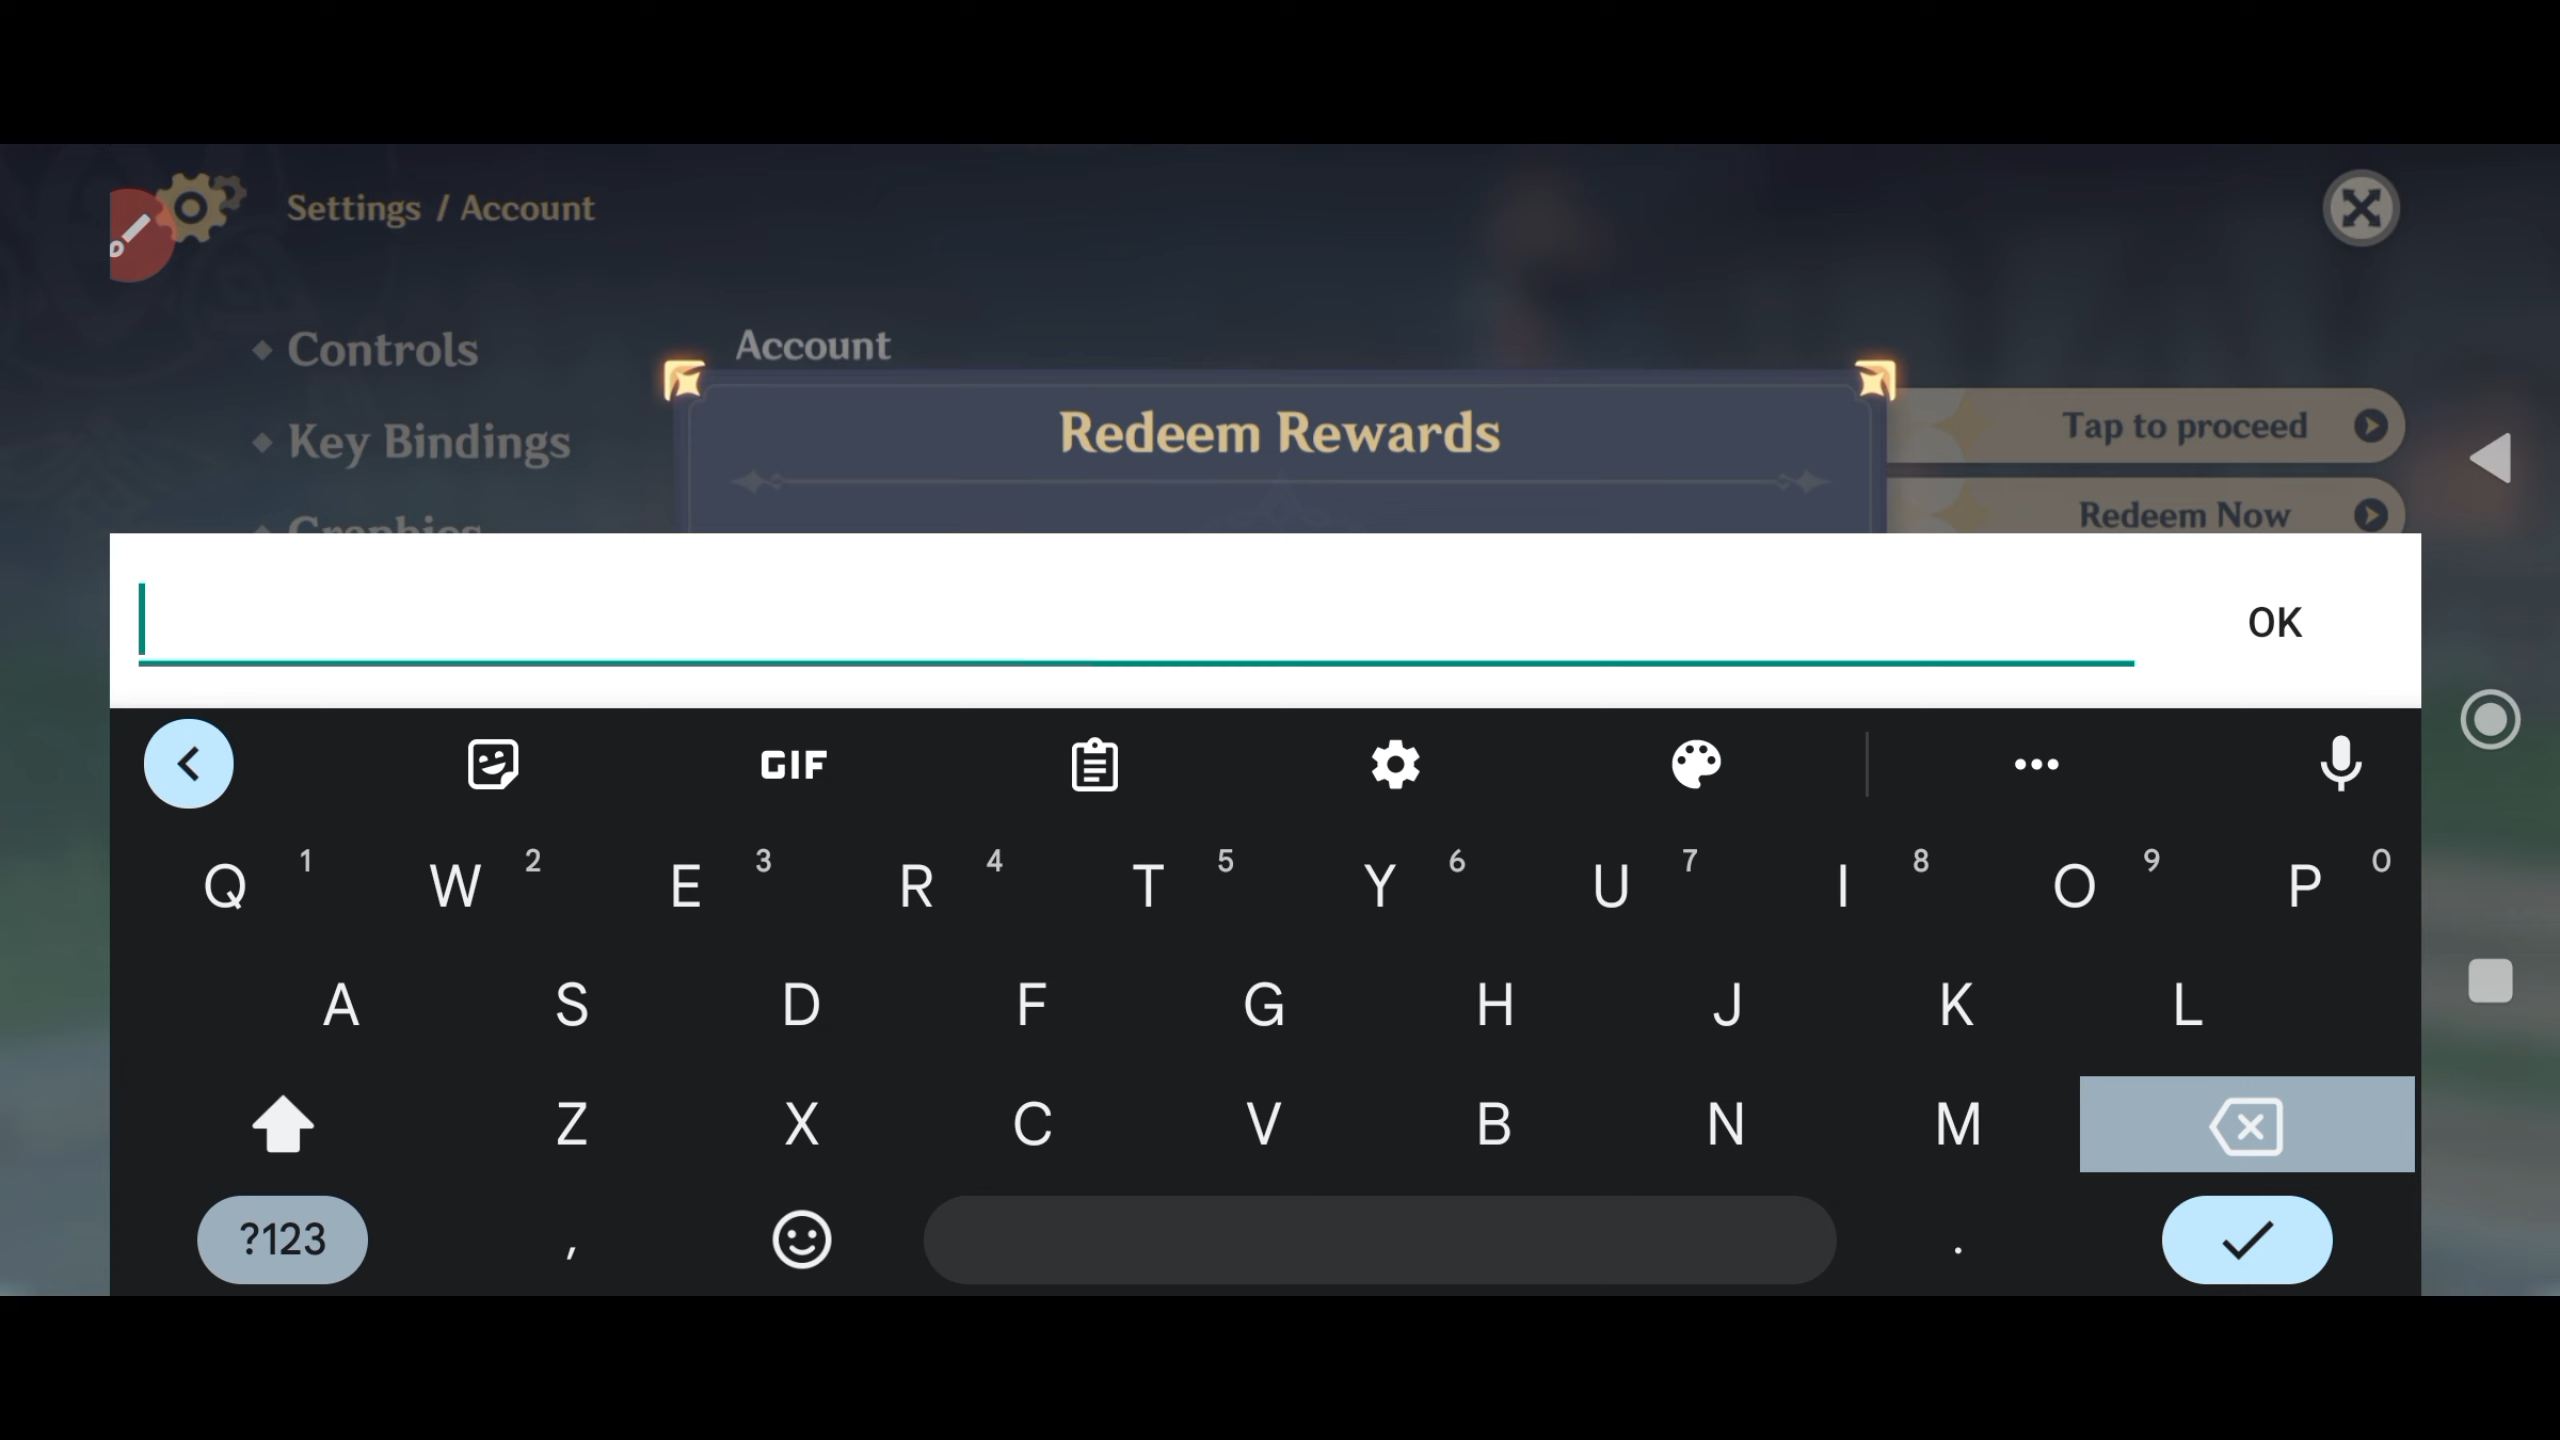 Settings / Account
Controls
Account
Key Bindings
Redeem Rewards
Tap to proceed
Graphics
Redeem Now
OK
GIF
Q 1 W 2 E 3 R 4 T 5 Y 6 U 7 I 8 O 9 P 0
A S D F G H J K L
Z X C V B N M
?123 , .